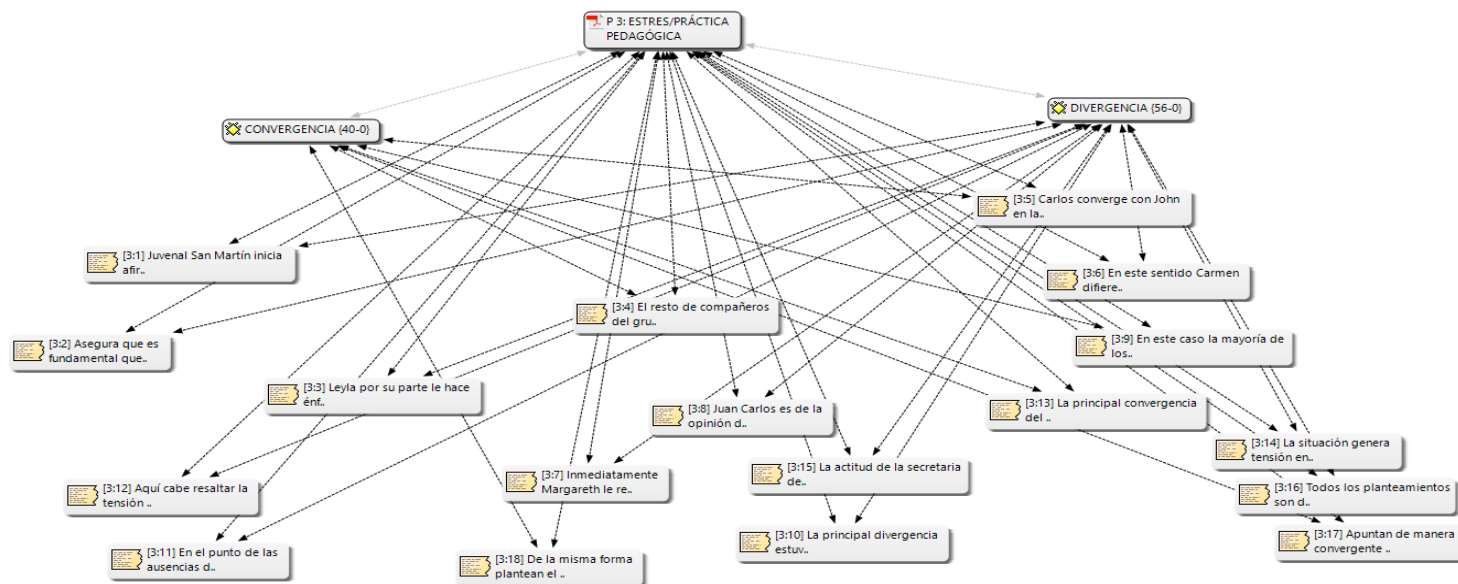 P 3: ESTRES/PRÁCTICA
PEDAGÓGICA
DIVERGENCIA {56-0}
CONVERGENCIA {40-0}
[3:5] Carlos converge con John
en la..
[3:1] Juvenal San Martín inicia
afir..
[3:6] En este sentido Carmen
difiere..
[3:4] El resto de compañeros
del gru..
[3:2] Asegura que es
fundamental que..
[3:9] En este caso la mayoría de
los..
[3:3] Leyla por su parte le hace
énf..
[3:8] Juan Carlos es de la
opinión d..
[3:13] La principal convergencia
del ..
[3:14] La situación genera
tensión en..
[3:12] Aquí cabe resaltar la
tensión ..
[3:7] Inmediatamente
Margareth le re..
[3:15] La actitud de la secretaria
de..
[3:16] Todos los planteamientos
son d..
[3:11] En el punto de las
ausencias d..
[3:18] De la misma forma
plantean el ..
[3:10] La principal divergencia
estuv..
[3:17] Apuntan de manera
convergente ..